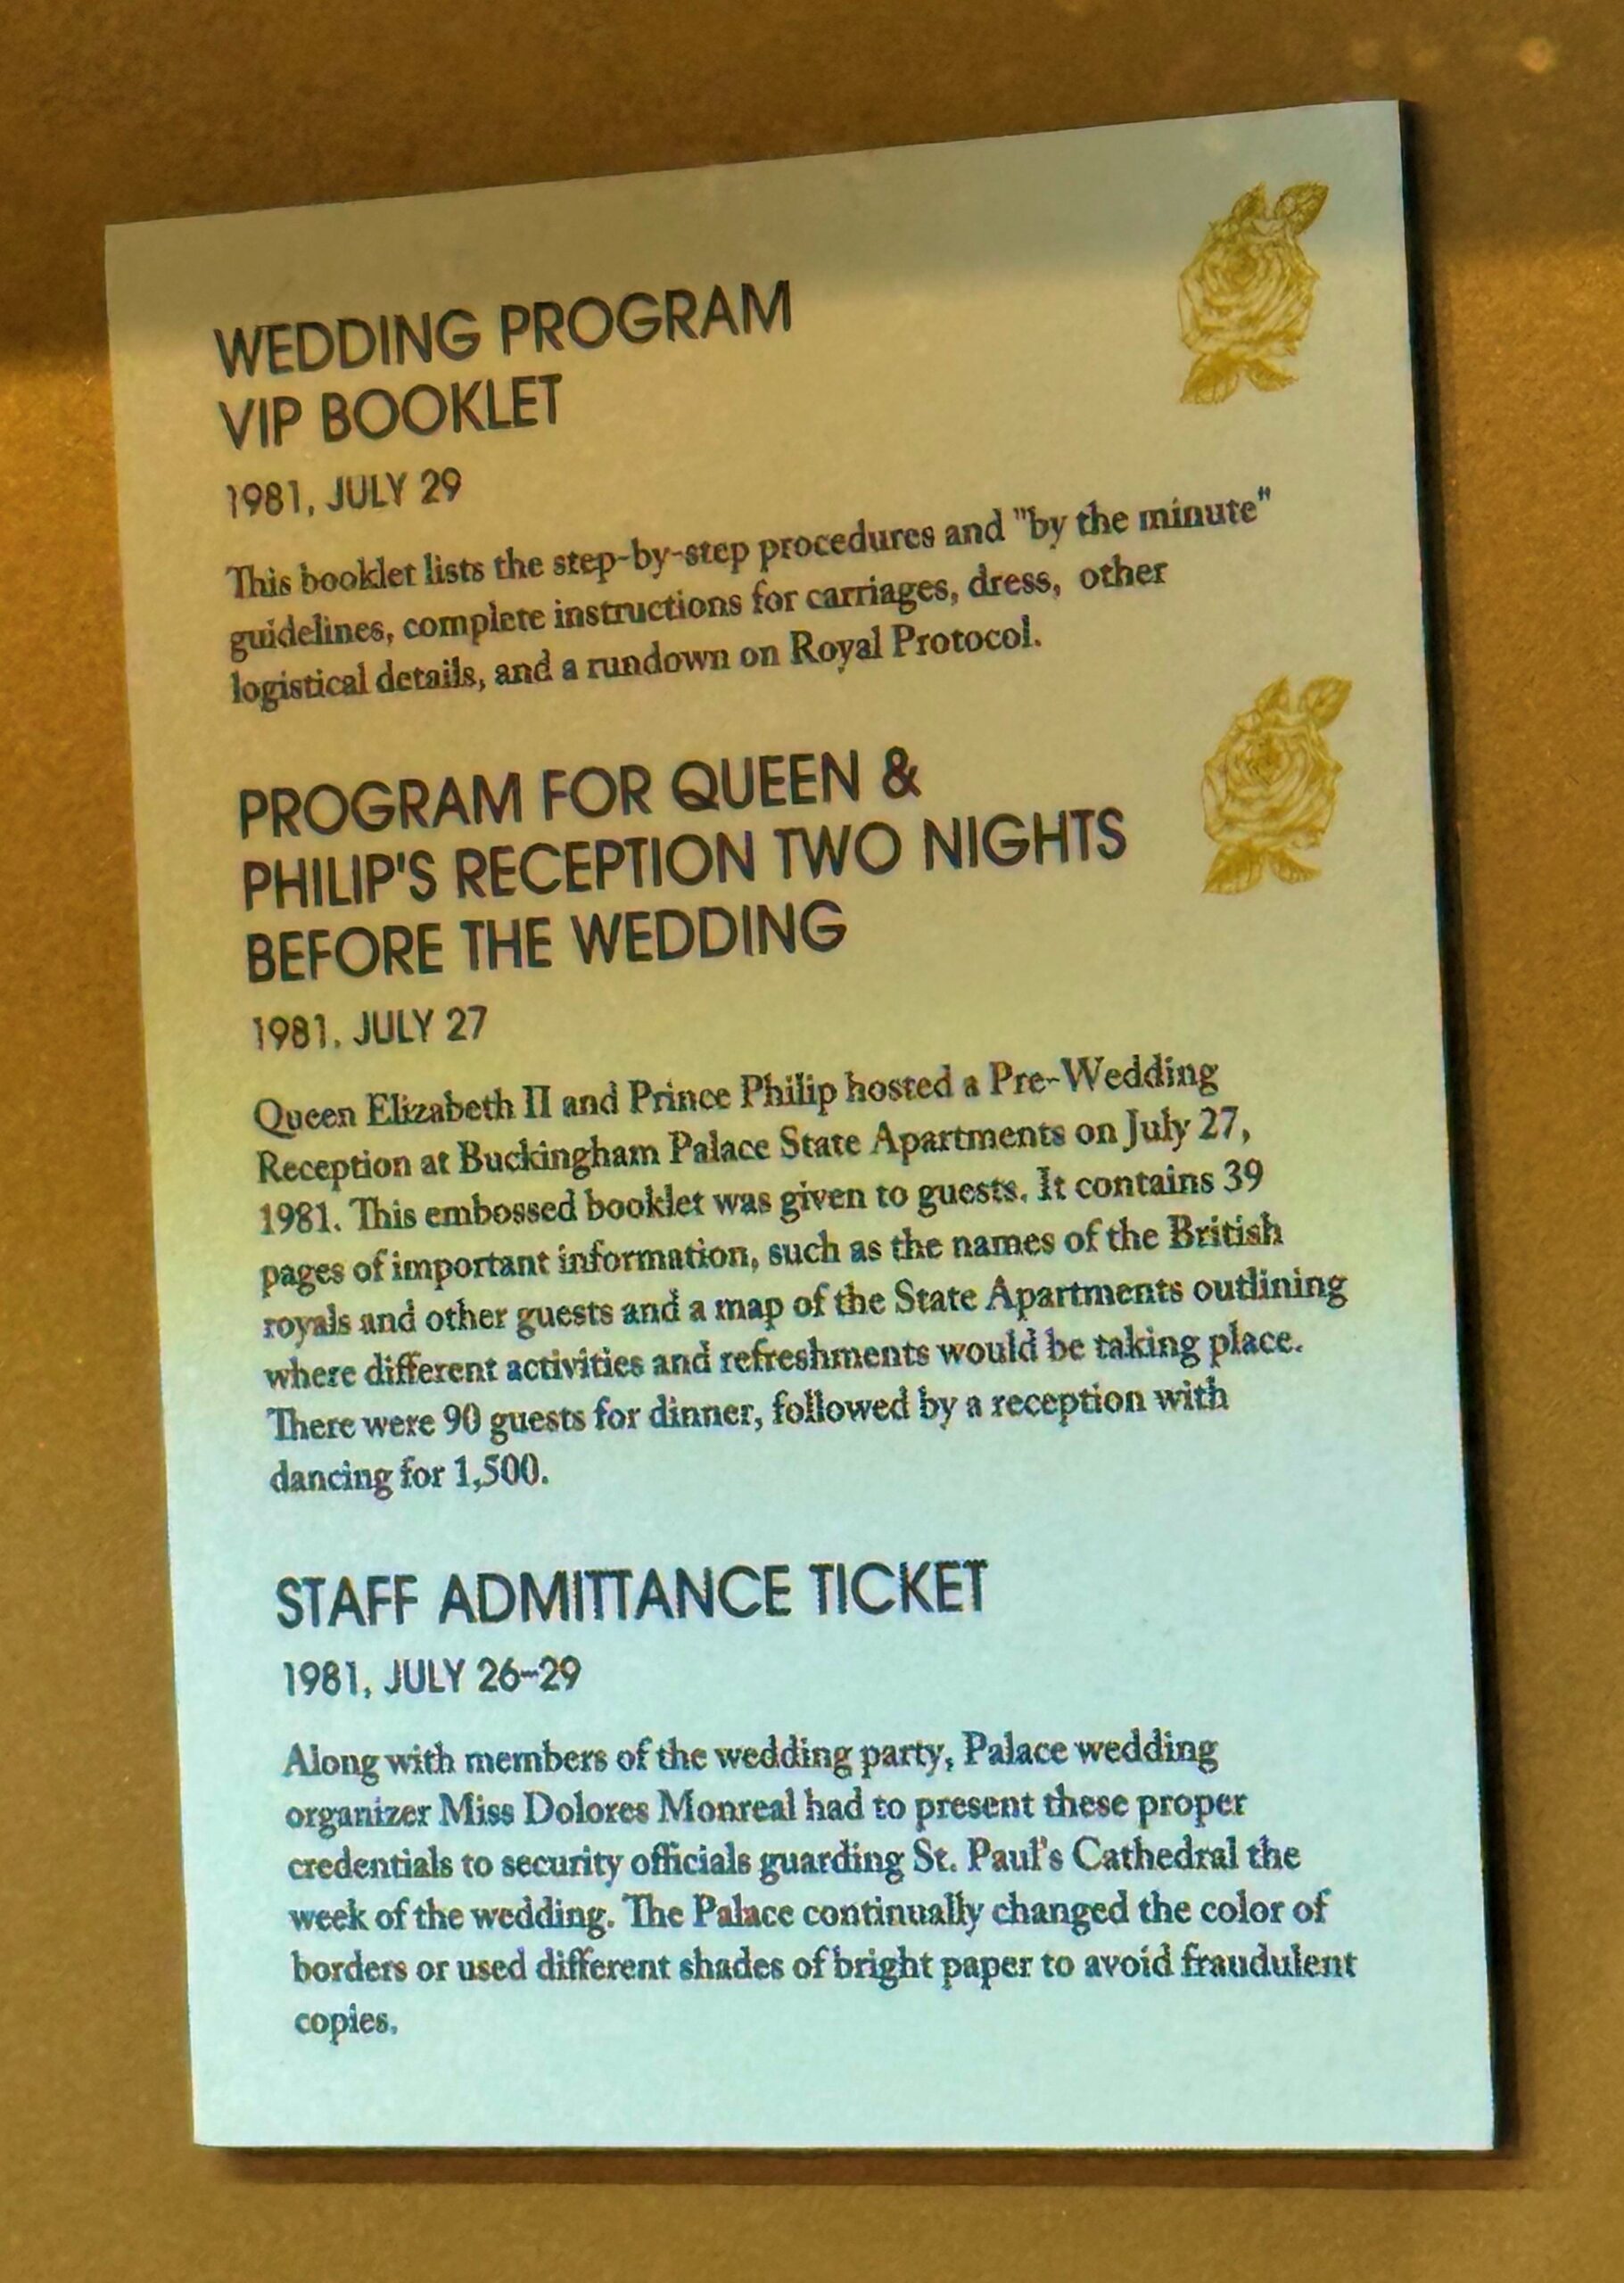 WEDDING PROGRAM
VIP BOOKLET
1981, JULY 29
This booklet lists the step-by-step procedures and "by the minute"
guidelines, complete instructions for carriages, dress, other
logistical details, and a rundown on Royal Protocol.
PROGRAM FOR QUEEN &
PHILIP'S RECEPTION TWO NIGHTS
BEFORE THE WEDDING
1981, JULY 27
Queen Elizabeth II and Prince Philip hosted a Pre-Wedding
Reception at Buckingham Palace State Apartments on July 27,
1981. This embossed booklet was given to guests. It contains 39
pages of important information, such as the names of the British
royals and other guests and a map of the State Apartments outlining
where different activities and refreshments would be taking place.
There were 90 guests for dinner, followed by a reception with
dancing for 1,500.
STAFF ADMITTANCE TICKET
1981, JULY 26-29
Along with members of the wedding party, Palace wedding
organizer Miss Dolores Monreal had to present these proper
credentials to security officials guarding St. Paul's Cathedral the
week of the wedding. The Palace continually changed the color of
borders or used different shades of bright paper to avoid fraudulent
copies.